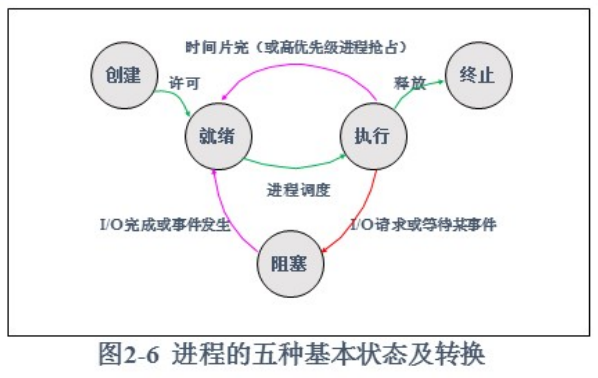 时间片完（或高优先级进程抢占）
创建
许可
释放
终止
就绪
执行
进程调度
I/O完成或事件发生
I/O请求或等待某事件
阻塞
图2-6 进程的五种基本状态及转换